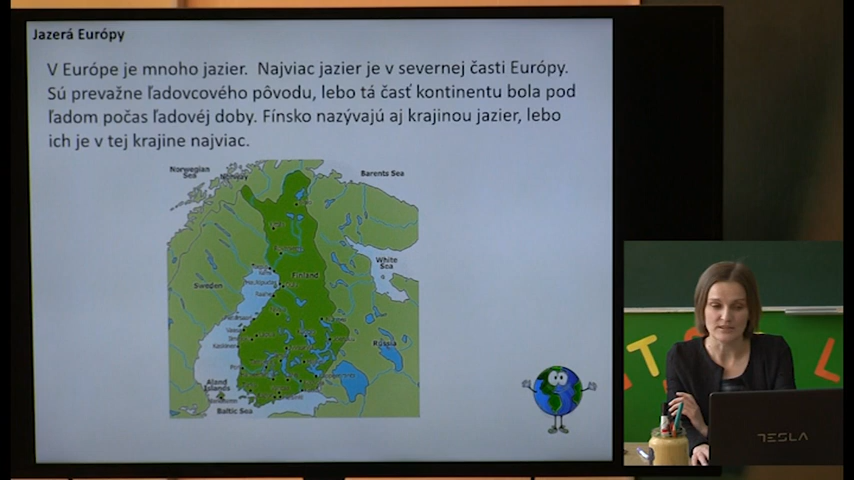 Jazerá Európy
V Európe je mnoho jazier. Najviac jazier je v severnej časti Európy.
Sú prevažne ľadovcového pôvodu, lebo tá časť kontinentu bola pod
ľadom počas ľadovéj doby. Fínsko nazývajú aj krajinou jazier, lebo
ich je v tej krajine najviac.
Norwegian
Sea
Norway
Barents Sea
White
Sea
Finland
Sweden
Russia
Aland
Islands
Baltic Sea
TESLA